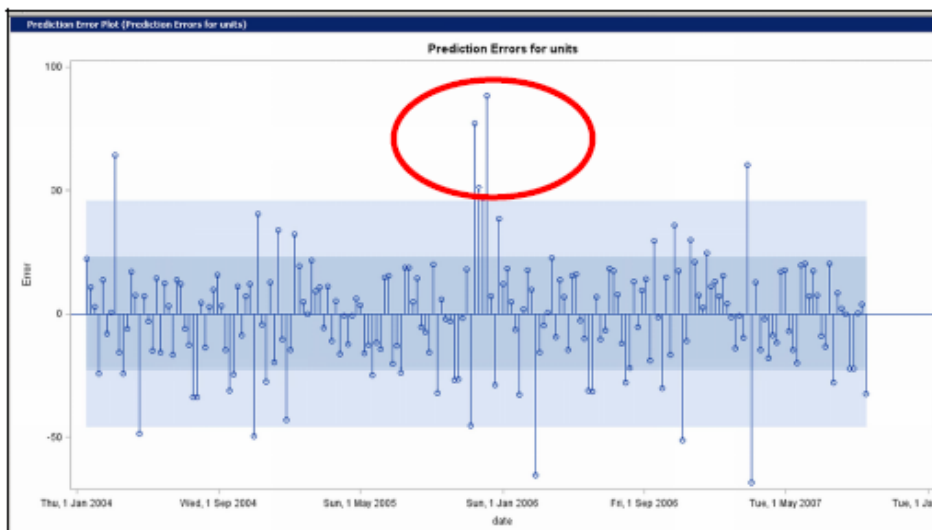 Prediction Error Plot (Prediction Errors for units)
Prediction Errors for units
100
50
0
-50
Error
Thu, 1 Jan 2004
Wed, 1 Sep 2004
Sun, 1 May 2005
Sun, 1 Jan 2006
Fri, 1 Sep 2006
Tue, 1 May 2007
Tue, 1 Ja
date